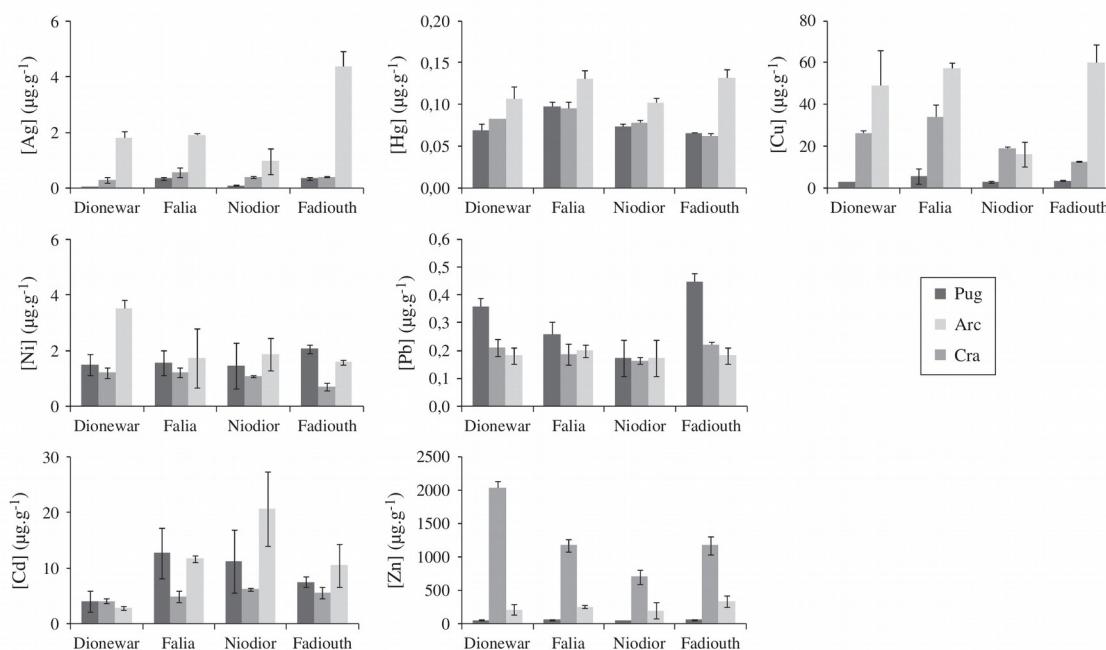 [Ag] (µg.g⁻¹)
6
4
2
0
Dionewar Falia Niodior Fadiouth
[Hg] (µg.g⁻¹)
0,20
0,15
0,10
0,05
0,00
Dionewar Falia Niodior Fadiouth
[Cu] (µg.g⁻¹)
80
60
40
20
0
Dionewar Falia Niodior Fadiouth
[Ni] (µg.g⁻¹)
6
4
2
0
Dionewar Falia Niodior Fadiouth
[Pb] (µg.g⁻¹)
0,6
0,5
0,4
0,3
0,2
0,1
0,0
Dionewar Falia Niodior Fadiouth
Pug
Arc
Cra
[Cd] (µg.g⁻¹)
30
20
10
0
Dionewar Falia Niodior Fadiouth
[Zn] (µg.g⁻¹)
2500
2000
1500
1000
500
0
Dionewar Falia Niodior Fadiouth